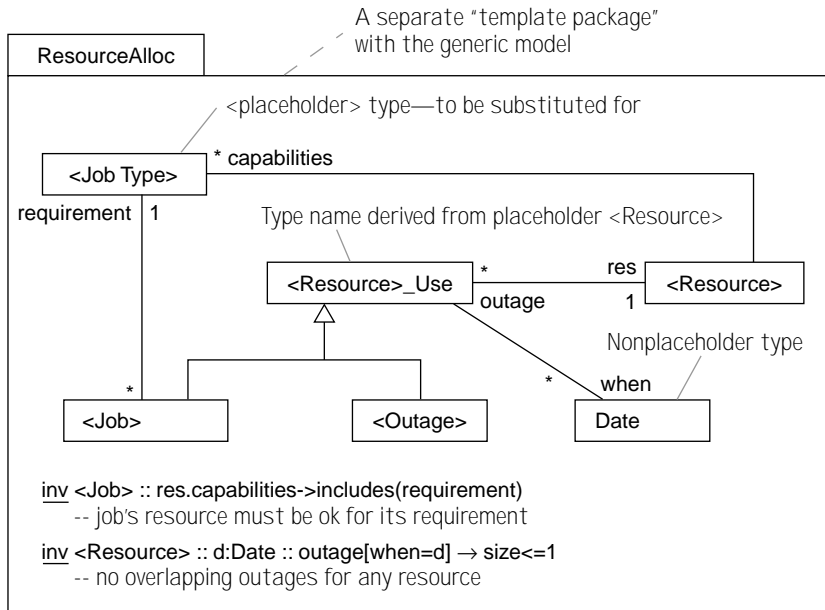 A separate “template package”
with the generic model
ResourceAlloc
<placeholder> type—to be substituted for
<Job Type>
* capabilities
requirement 1
Type name derived from placeholder <Resource>
<Resource>_Use
* res
<Resource>
outage 1
Nonplaceholder type
* * when
<Job>
<Outage>
Date
inv <Job> :: res.capabilities->includes(requirement)
-- job’s resource must be ok for its requirement
inv <Resource> :: d:Date :: outage[when=d] → size<=1
-- no overlapping outages for any resource